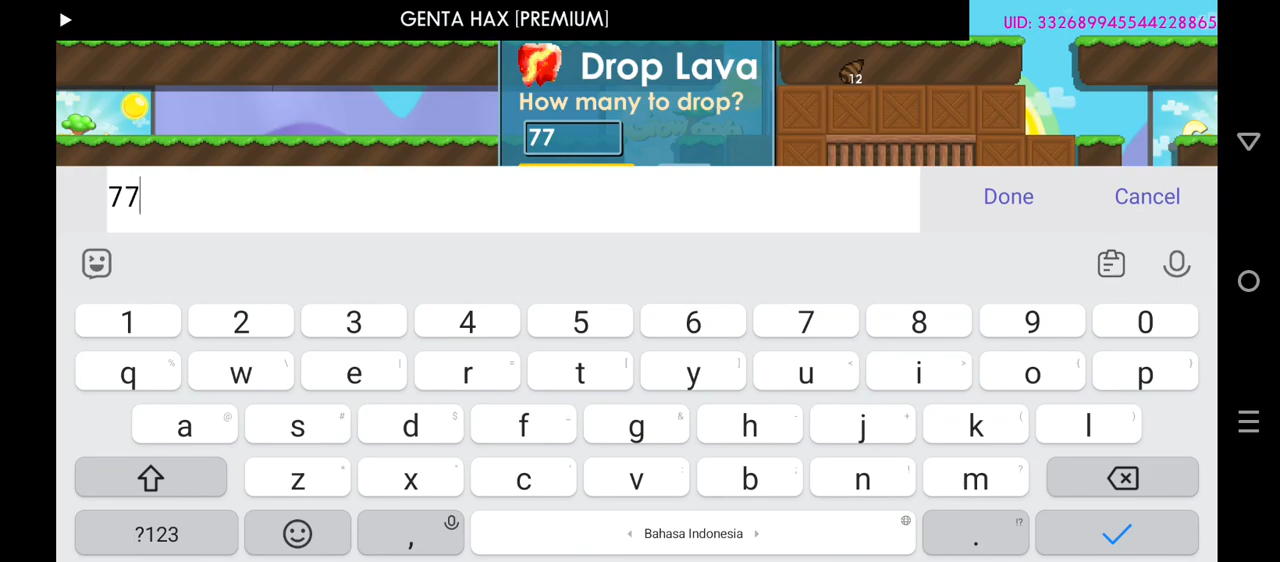 GENTA HAX [PREMIUM]
UID: 332689945544228865
Drop Lava
How many to drop?
77
12
77
Done
Cancel
1 2 3 4 5 6 7 8 9 0
q % w \ e | r = t [ y ] u < i > o { p }
a @ s # d $ f _ g & h - j + k ( l )
z * x " c ' v : b ; n ! m ?
?123 , Bahasa Indonesia . !?